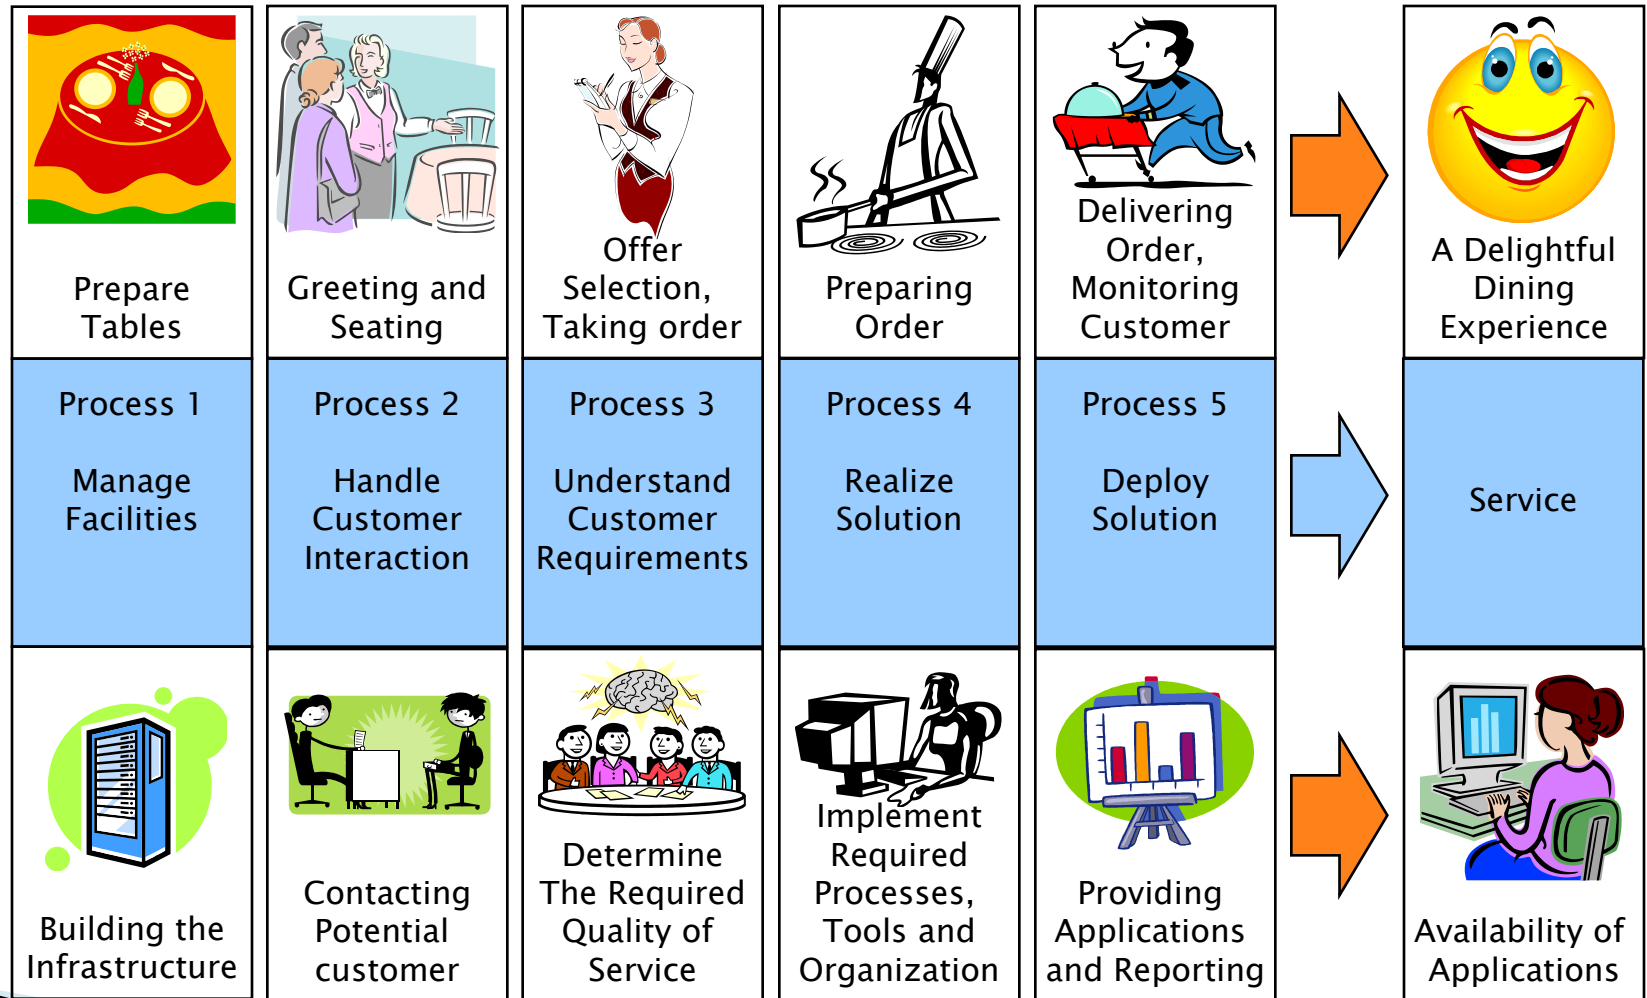 Prepare
Tables
Greeting and
Seating
Offer
Selection,
Taking order
Preparing
Order
Delivering
Order,
Monitoring
Customer
A Delightful
Dining
Experience
Process 1
Manage
Facilities
Process 2
Handle
Customer
Interaction
Process 3
Understand
Customer
Requirements
Process 4
Realize
Solution
Process 5
Deploy
Solution
Service
Building the
Infrastructure
Contacting
Potential
customer
Determine
The Required
Quality of
Service
Implement
Required
Processes,
Tools and
Organization
Providing
Applications
and Reporting
Availability of
Applications